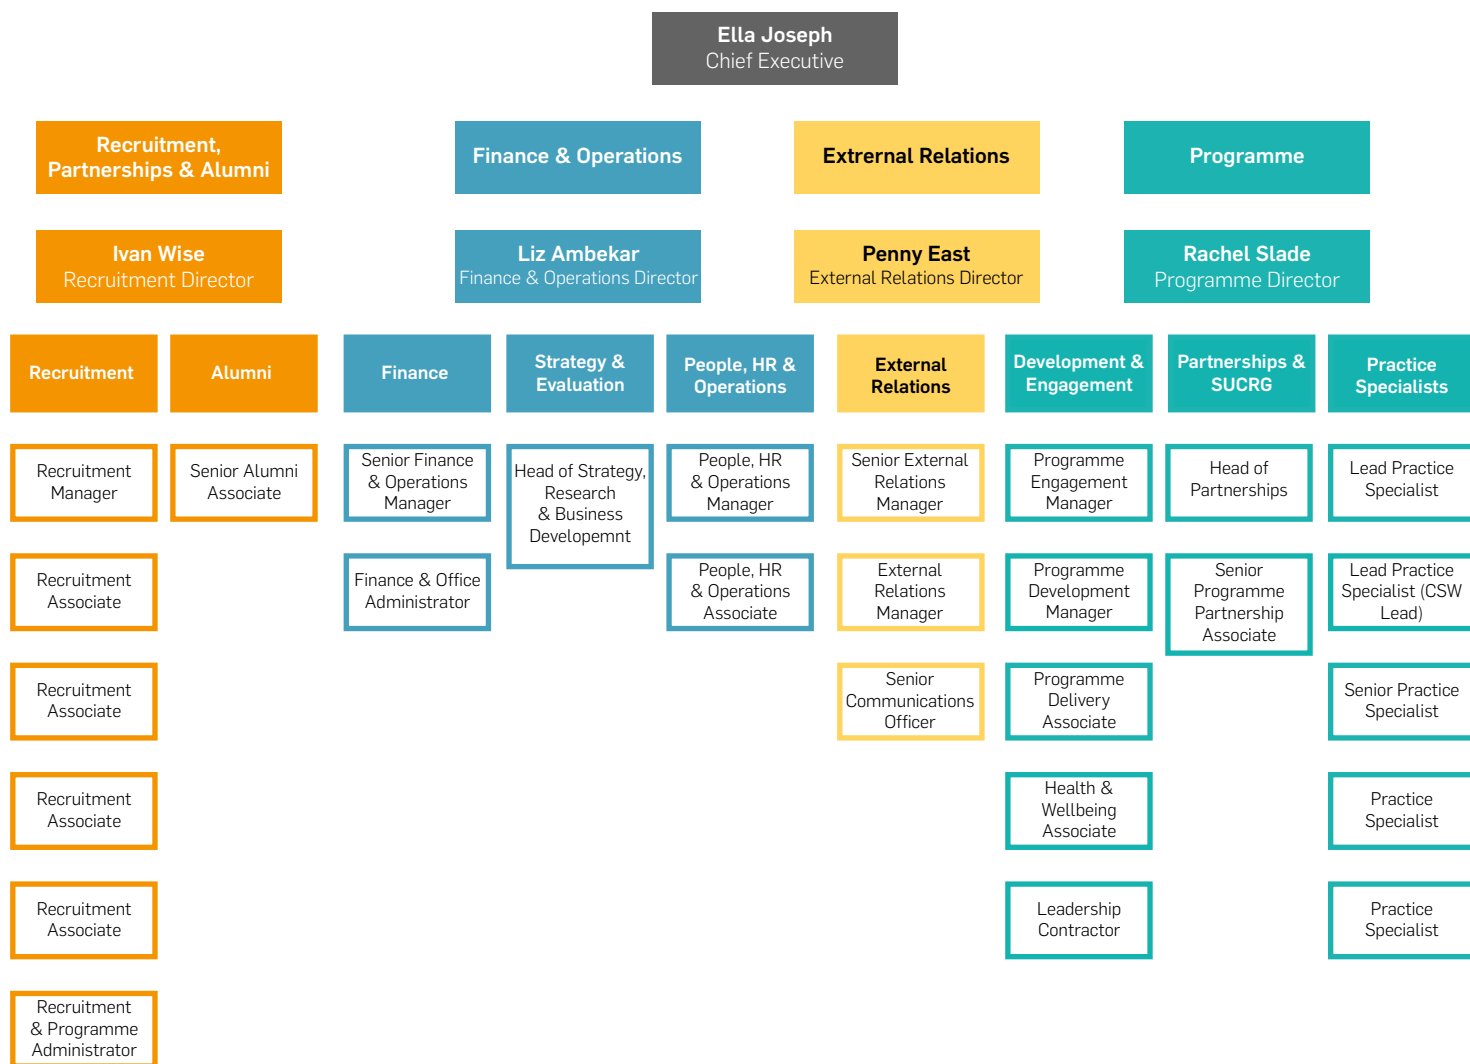 Ella Joseph
Chief Executive
Recruitment,
Partnerships & Alumni
Finance & Operations
Extrernal Relations
Programme
Ivan Wise
Recruitment Director
Liz Ambekar
Finance & Operations Director
Penny East
External Relations Director
Rachel Slade
Programme Director
Recruitment
Alumni
Finance
Strategy &
Evaluation
People, HR &
Operations
External
Relations
Development &
Engagement
Partnerships &
SUCRG
Practice
Specialists
Recruitment
Manager
Senior Alumni
Associate
Senior Finance
& Operations
Manager
Head of Strategy,
Research
& Business
Developemnt
People, HR
& Operations
Manager
Senior External
Relations
Manager
Programme
Engagement
Manager
Head of
Partnerships
Lead Practice
Specialist
Recruitment
Associate
Finance & Office
Administrator
People, HR
& Operations
Associate
External
Relations
Manager
Programme
Development
Manager
Senior
Programme
Partnership
Associate
Lead Practice
Specialist (CSW
Lead)
Recruitment
Associate
Senior
Communications
Officer
Programme
Delivery
Associate
Senior Practice
Specialist
Recruitment
Associate
Health &
Wellbeing
Associate
Practice
Specialist
Recruitment
Associate
Leadership
Contractor
Practice
Specialist
Recruitment
& Programme
Administrator